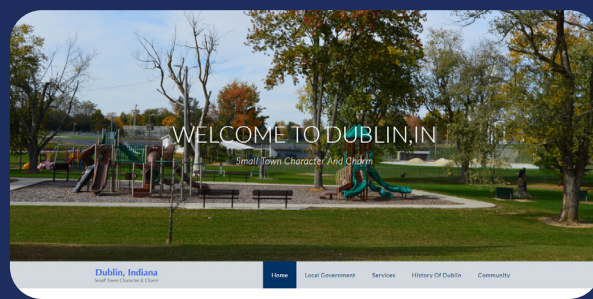 WELCOME TO DUBLIN,IN
Small Town Character And Charm
Dublin, Indiana
Small Town Character & Charm
Home
Local Government
Services
History Of Dublin
Community